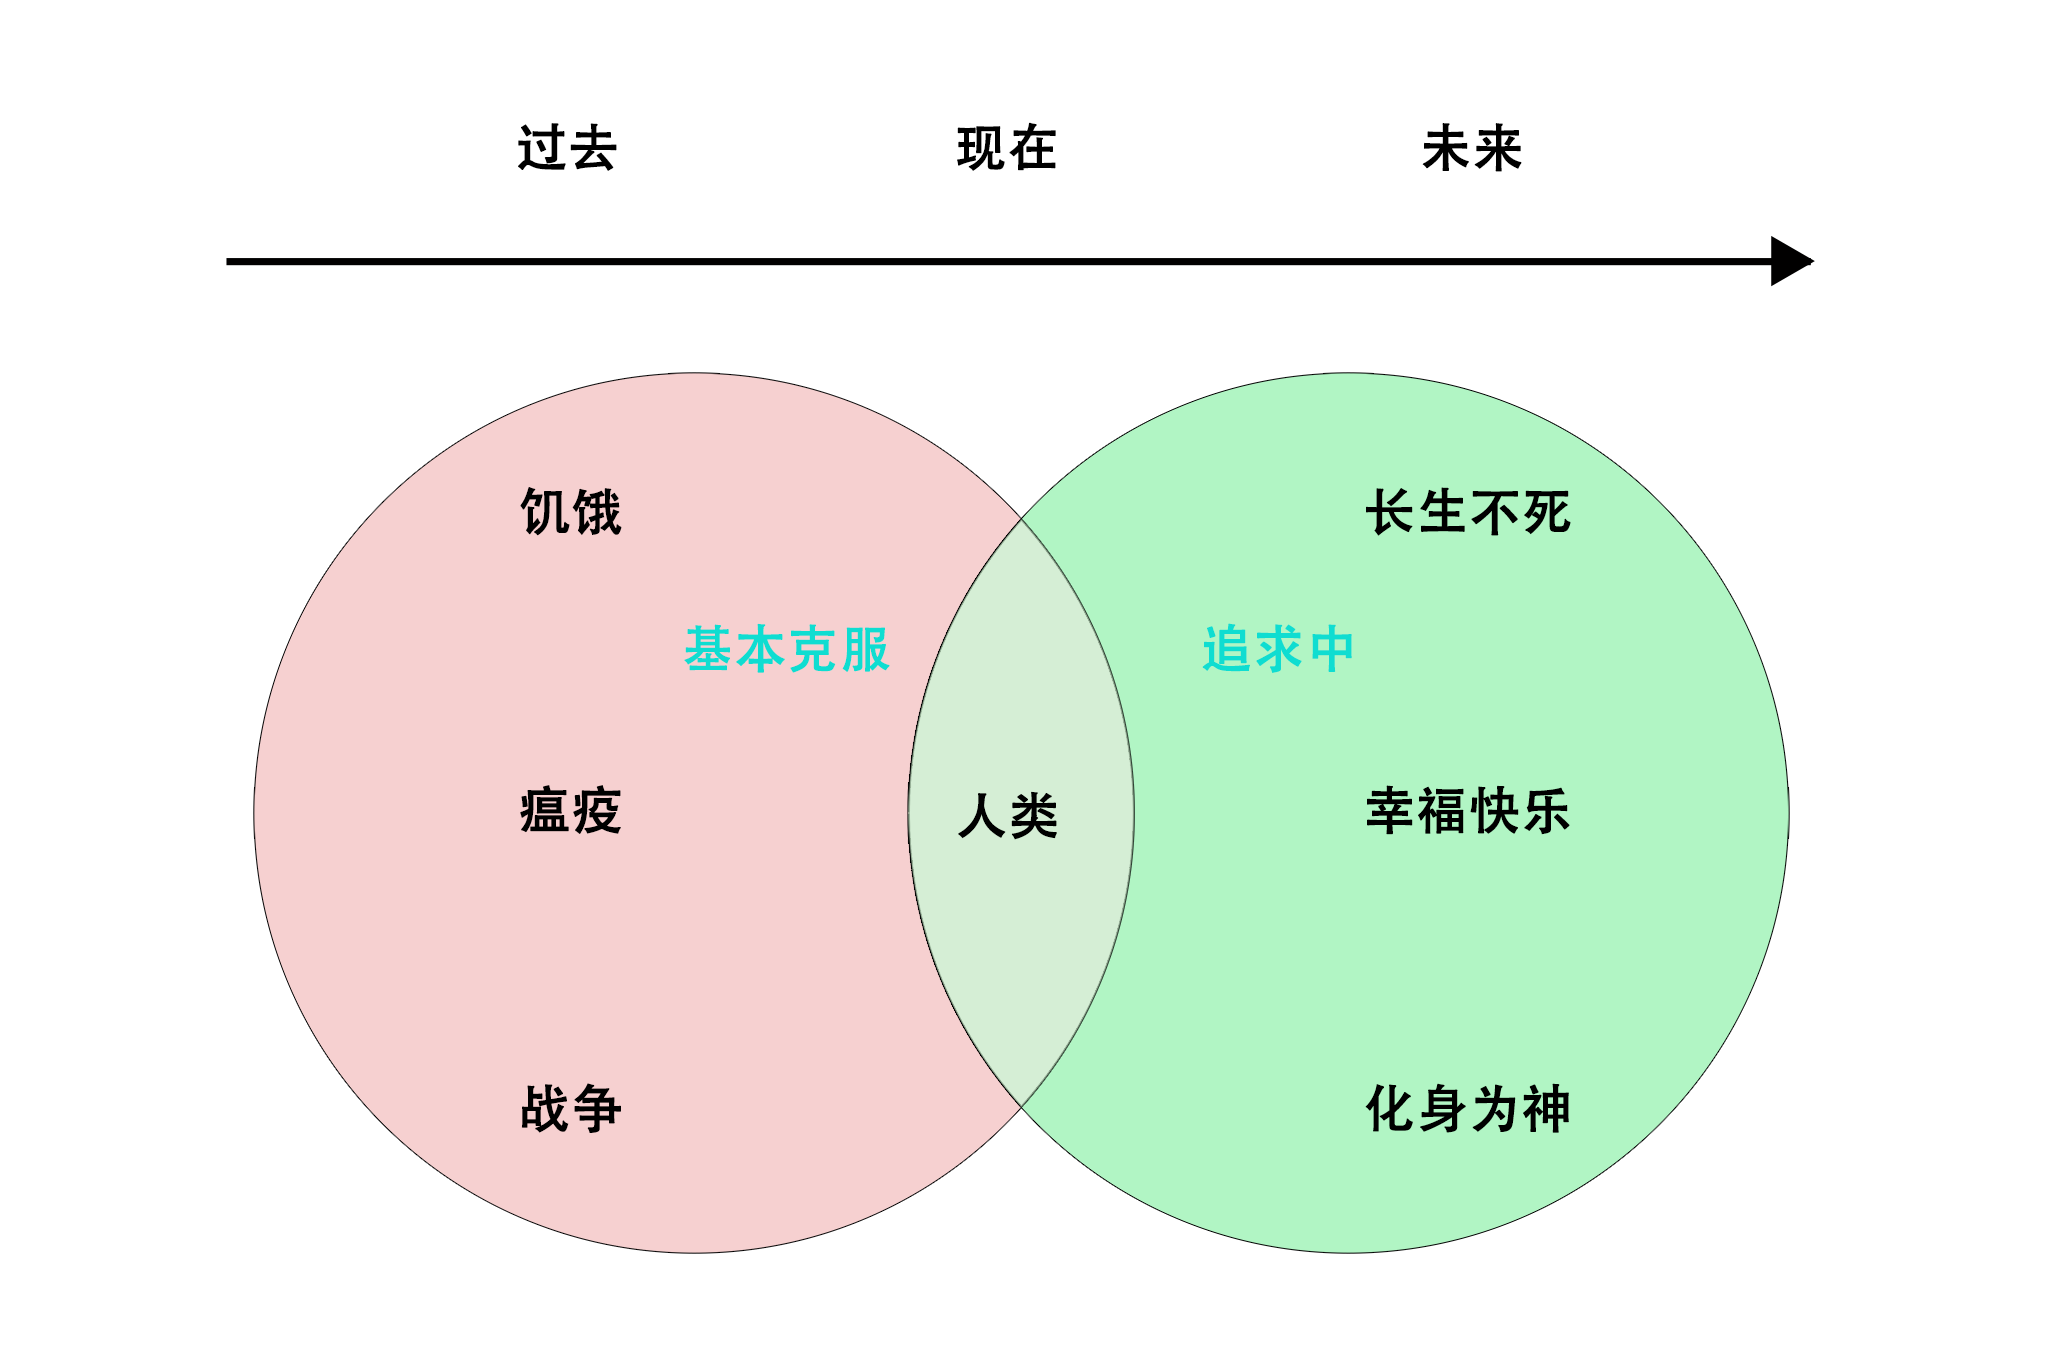 过去 现在 未来
饥饿 长生不死
基本克服 追求中
瘟疫 人类 幸福快乐
战争 化身为神